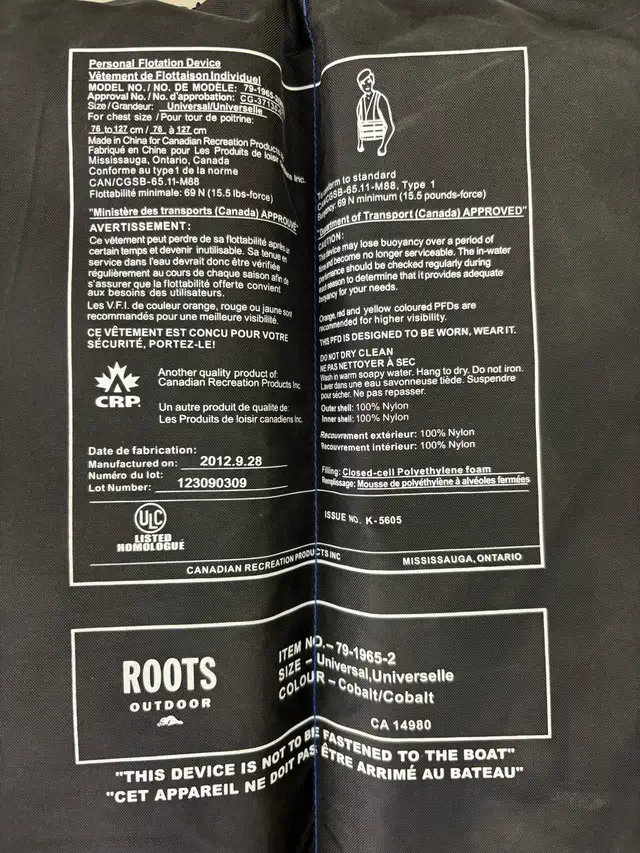 Personal Flotation Device
Vêtement de Flottaison Individuel
MODEL NO./ NO. DE MODÈLE: 79-1965-
Approval No./ No. d'approbation: CG-3713
Size/Grandeur: Universal/Universelle
For chest size / Pour tour de poitrine:
76 to 127 cm / 76 à 127 cm
Made in China for Canadian Recreation Products
Fabriqué en Chine pour Les Produits de loisir Inc.
Mississauga, Ontario, Canada
Conforme au type1 de la norme
CAN/CGSB-65.11-M88
Flottabilité minimale: 69 N (15.5 lbs-force)
"Ministère des transports (Canada) APPROUVÉ
AVERTISSEMENT:
Ce vêtement peut perdre de sa flottabilité après un
certain temps et devenir inutilisable. Sa tenue en
service dans l'eau devrait donc être vérifiée
régulièrement au cours de chaque saison afin de
s'assurer que la flottabilité offerte convient
aux besoins des utilisateurs.
Les V.F.I. de couleur orange, rouge ou jaune sont
recommandés pour une meilleure visibilité.
CE VÊTEMENT EST CONCU POUR VOTRE
SÉCURITÉ, PORTEZ-LE!
CRP
Another quality product of:
Canadian Recreation Products Inc.
Un autre produit de qualité de:
Les Produits de loisir canadiens Inc.
Date de fabrication:
Manufactured on: 2012.9.28
Numéro du lot:
Lot Number: 123090309
ULC
LISTED
HOMOLOGUÉ
To conform to standard
CAN/CGSB-65.11-M88, Type 1
Buoyancy: 69 N minimum (15.5 pounds-force)
"Department of Transport (Canada) APPROVED"
CAUTION:
This device may lose buoyancy over a period of
time and become no longer serviceable. The in-water
performance should be checked regularly during
each season to determine that it provides adequate
buoyancy for your needs.
Orange, red and yellow coloured PFDs are
recommended for higher visibility.
THIS PFD IS DESIGNED TO BE WORN, WEAR IT.
DO NOT DRY CLEAN
NE PAS NETTOYER À SEC
Wash in warm soapy water. Hang to dry. Do not iron.
Laver dans une eau savonneuse tiède. Suspendre
pour sécher. Ne pas repasser.
Outer shell: 100% Nylon
Inner shell: 100% Nylon
Recouvrement extérieur: 100% Nylon
Recouvrement intérieur: 100% Nylon
Filling: Closed-cell Polyethylene foam
Remplissage: Mousse de polyéthylène à alvéoles fermées
ISSUE NO. K-5605
CANADIAN RECREATION PRODUCTS INC MISSISSAUGA, ONTARIO
ROOTS
OUTDOOR
ITEM NO.– 79-1965-2
SIZE – Universal,Universelle
COLOUR – Cobalt/Cobalt
CA 14980
"THIS DEVICE IS NOT TO BE FASTENED TO THE BOAT"
"CET APPAREIL NE DOIT PAS ÊTRE ARRIMÉ AU BATEAU"